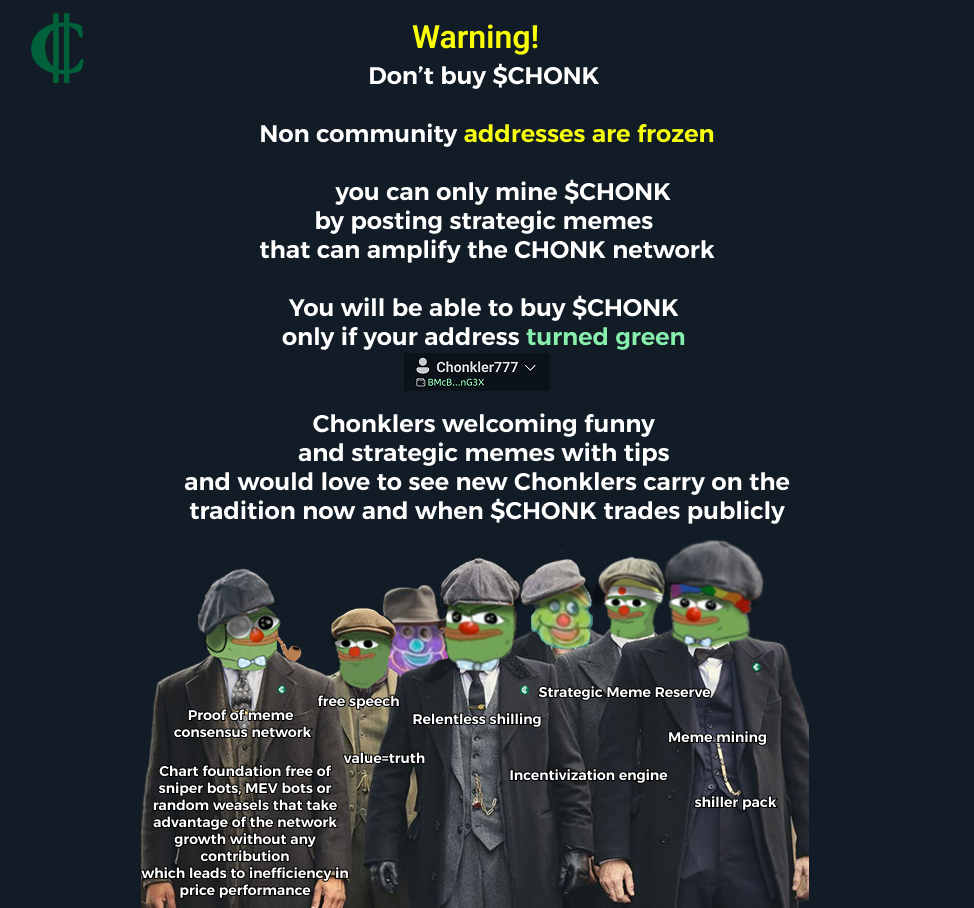 Warning!
Don’t buy $CHONK
Non community addresses are frozen
you can only mine $CHONK
by posting strategic memes
that can amplify the CHONK network
You will be able to buy $CHONK
only if your address turned green
Chonkler777
BMcB...nG3X
Chonklers welcoming funny
and strategic memes with tips
and would love to see new Chonklers carry on the
tradition now and when $CHONK trades publicly
Proof of meme
consensus network
Chart foundation free of
sniper bots, MEV bots or
random weasels that take
advantage of the network
growth without any
contribution
which leads to inefficiency in
price performance
free speech
value=truth
Relentless shilling
Strategic Meme Reserve
Incentivization engine
Meme mining
shiller pack